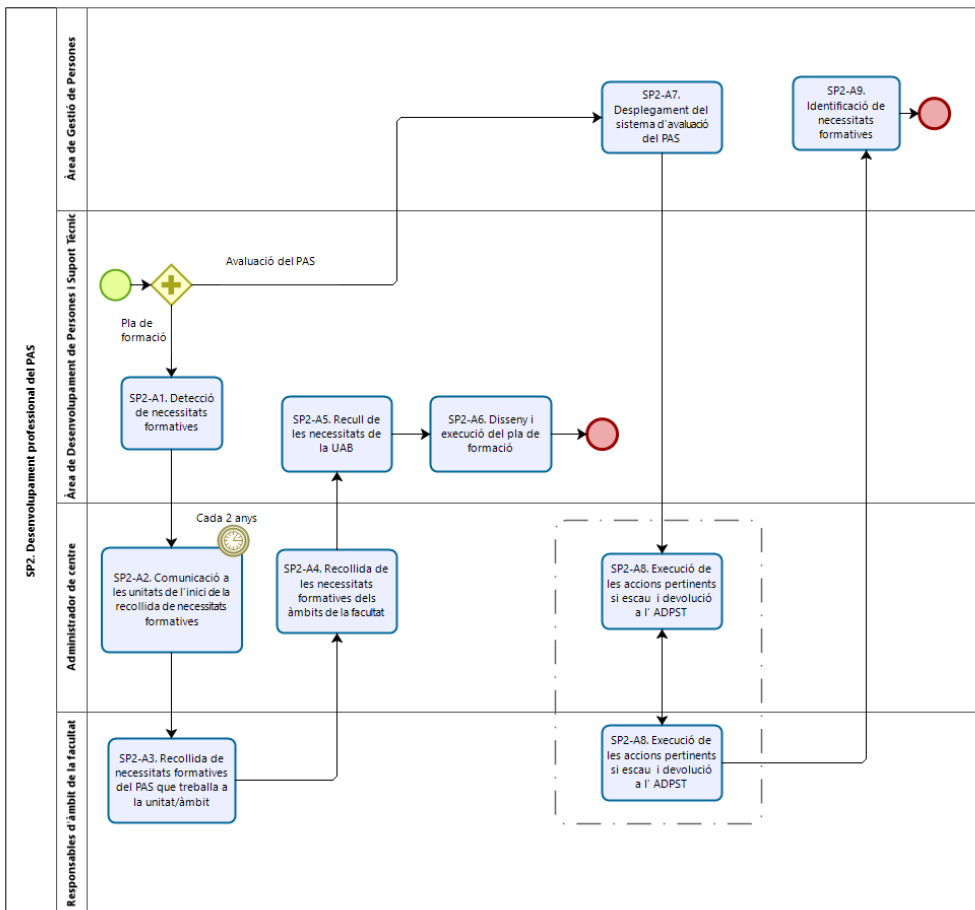 SP2. Desenvolupament professional del PAS
Àrea de Gestió de Persones
SP2-A7.
Desplegament del
sistema d'avaluació
del PAS
SP2-A9.
Identificació de
necessitats
formatives
Àrea de Desenvolupament de Persones i Suport Tècnic
Avaluació del PAS
Pla de
formació
SP2-A1. Detecció
de necessitats
formatives
SP2-A5. Recull de
les necessitats de
la UAB
SP2-A6. Disseny i
execució del pla de
formació
Administrador de centre
Cada 2 anys
SP2-A2. Comunicació a
les unitats de l'inici de la
recollida de necessitats
formatives
SP2-A4. Recollida de
les necessitats
formatives dels
àmbits de la facultat
SP2-A8. Execució de
les accions pertinents
si escau i devolució
a l' ADPST
Responsables d'àmbit de la facultat
SP2-A3. Recollida de
necessitats formatives
del PAS que treballa a
la unitat/àmbit
SP2-A8. Execució de
les accions pertinents
si escau i devolució
a l' ADPST